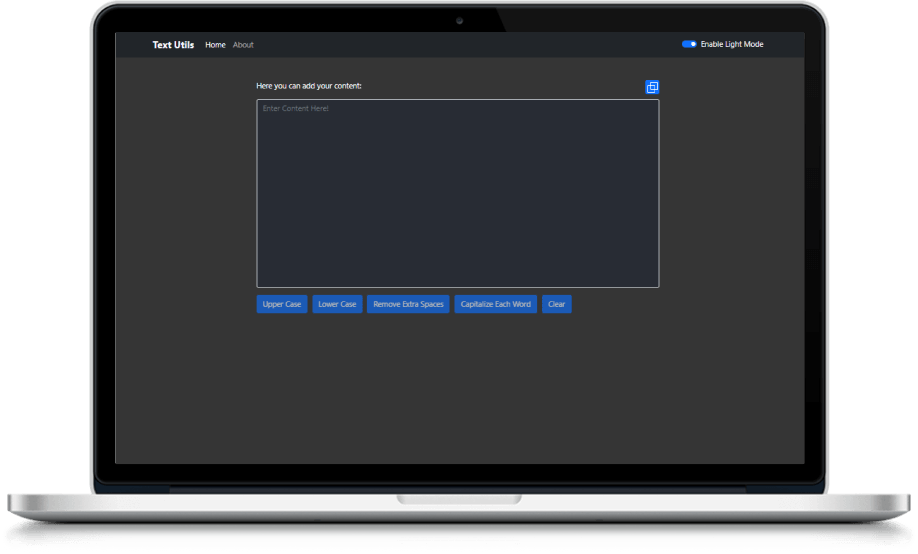 Text Utils Home About Enable Light Mode
Here you can add your content:
Enter Content Here!
Upper Case Lower Case Remove Extra Spaces Capitalize Each Word Clear